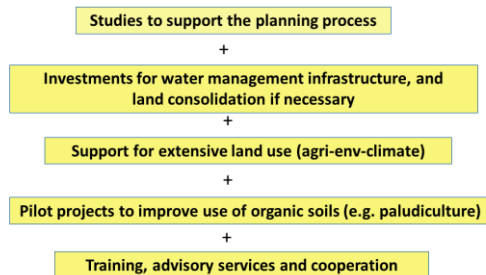 Studies to support the planning process
+
Investments for water management infrastructure, and
land consolidation if necessary
+
Support for extensive land use (agri-env-climate)
+
Pilot projects to improve use of organic soils (e.g. paludiculture)
+
Training, advisory services and cooperation